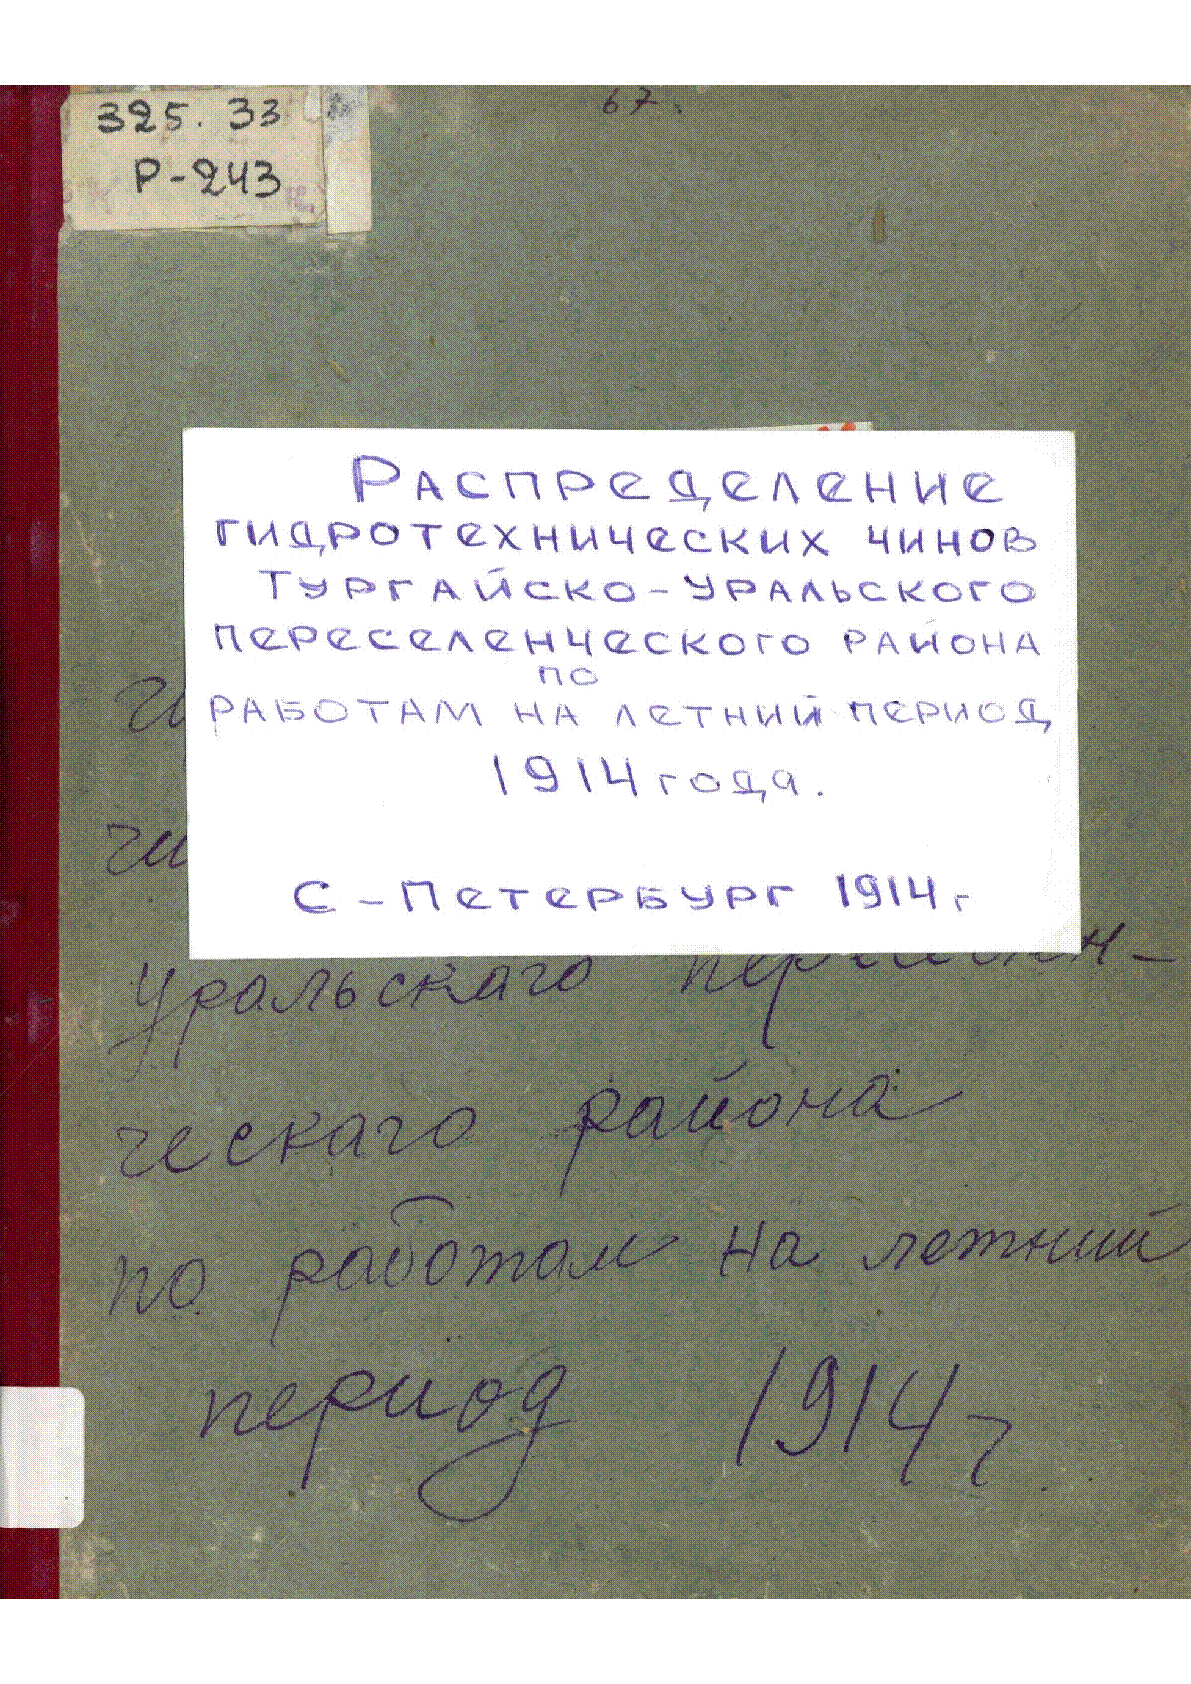 67.
325.33
Р-243
Распределение
гидротехнических чинов
Тургайско-Уральского
переселенческого района
по
работам на летний период
1914 года.
С-Петербург 1914 г
Уральскаго
ческаго района
по работам на летний
период 1914 г